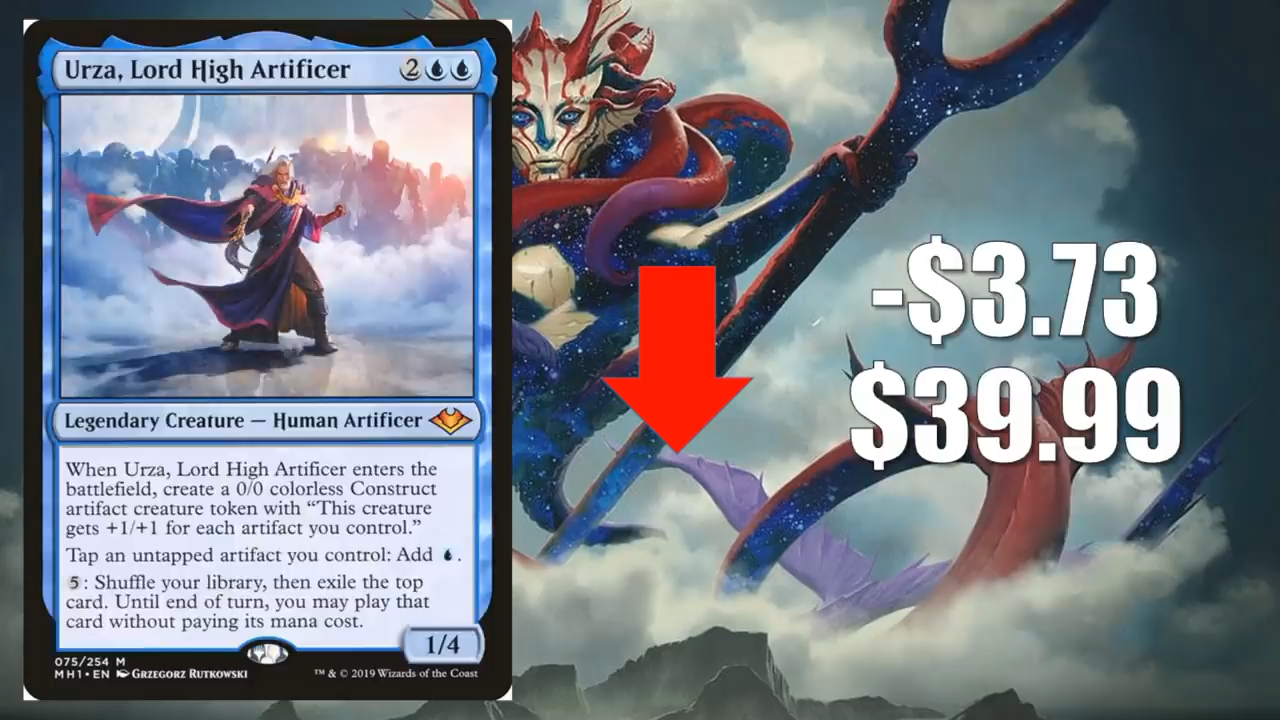 Urza, Lord High Artificer 2
Legendary Creature — Human Artificer
When Urza, Lord High Artificer enters the
battlefield, create a 0/0 colorless Construct
artifact creature token with “This creature
gets +1/+1 for each artifact you control.”
Tap an untapped artifact you control: Add .
5: Shuffle your library, then exile the top
card. Until end of turn, you may play that
card without paying its mana cost.
1/4
075/254 M
MH1 • EN Grzegorz Rutkowski
™ & © 2019 Wizards of the Coast
-$3.73
$39.99